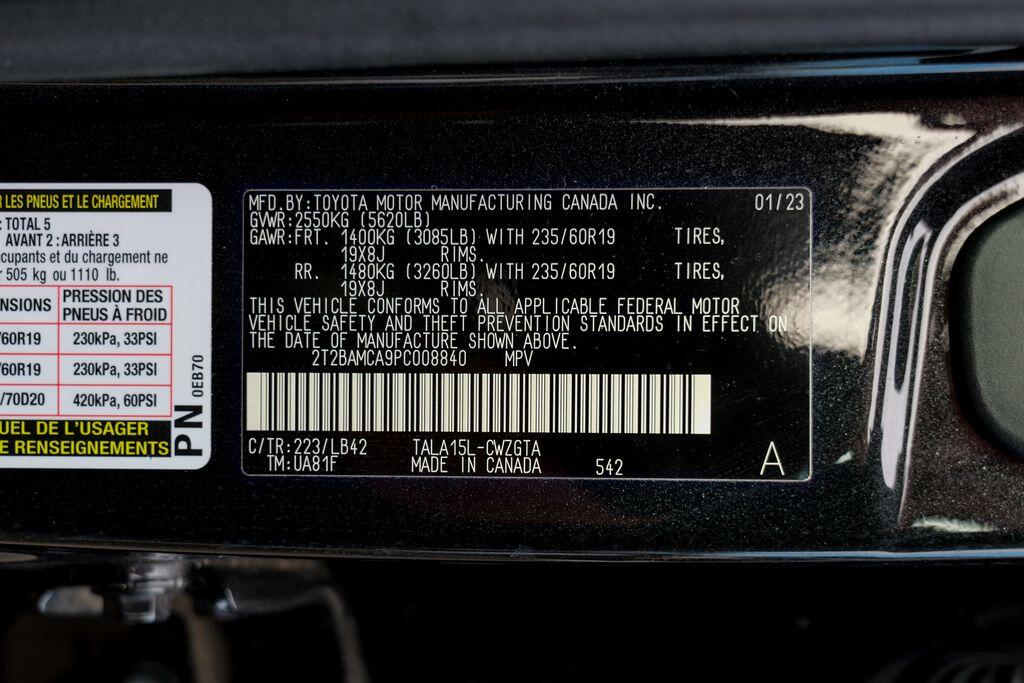 R LES PNEUS ET LE CHARGEMENT
: TOTAL 5
AVANT 2 : ARRIÈRE 3
ccupants et du chargement ne
r 505 kg ou 1110 lb.
NSIONS PRESSION DES PNEUS À FROID
/60R19 230kPa, 33PSI
/60R19 230kPa, 33PSI
/70D20 420kPa, 60PSI
UEL DE L'USAGER
E RENSEIGNEMENTS
PN 0EB70
MFD.BY:TOYOTA MOTOR MANUFACTURING CANADA INC. 01/23
GVWR:2550KG (5620LB)
GAWR:FRT. 1400KG (3085LB) WITH 235/60R19 TIRES,
19X8J RIMS.
RR. 1480KG (3260LB) WITH 235/60R19 TIRES,
19X8J RIMS.
THIS VEHICLE CONFORMS TO ALL APPLICABLE FEDERAL MOTOR
VEHICLE SAFETY AND THEFT PREVENTION STANDARDS IN EFFECT ON
THE DATE OF MANUFACTURE SHOWN ABOVE.
2T2BAMCA9PC008840 MPV
C/TR:223/LB42 TALA15L-CWZGTA
TM:UA81F MADE IN CANADA 542 A